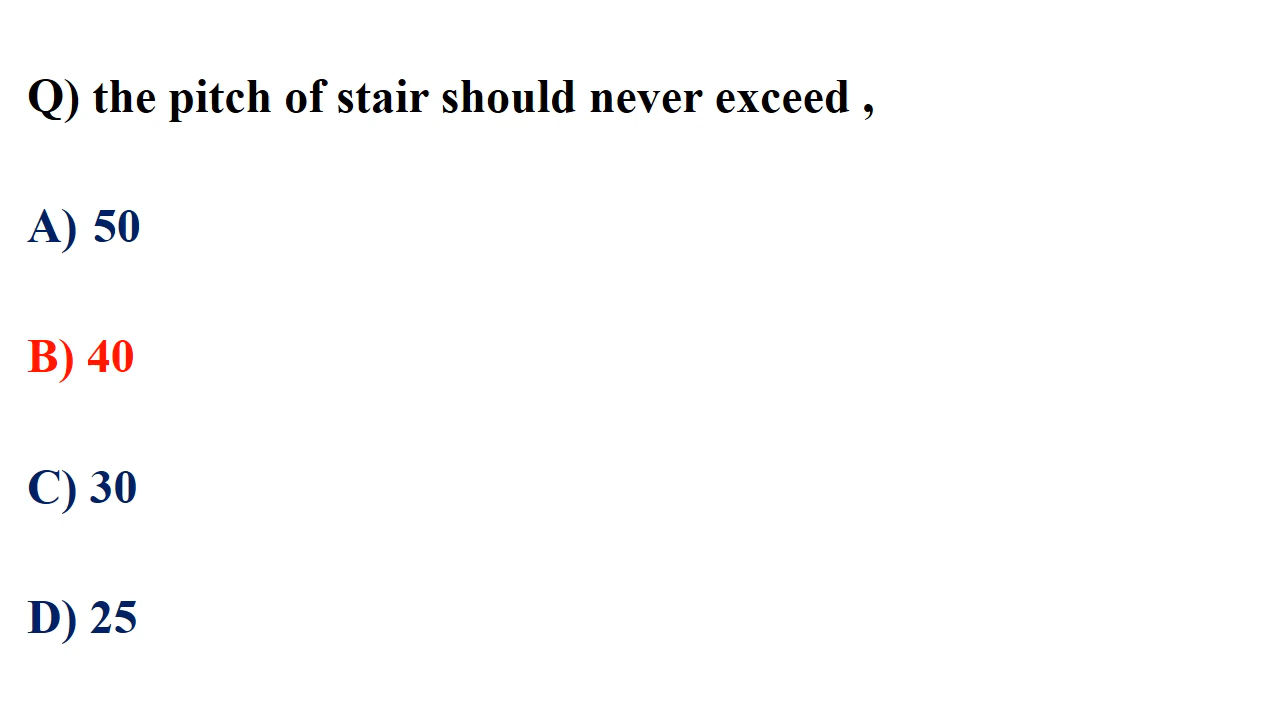 Q) the pitch of stair should never exceed ,
A) 50
B) 40
C) 30
D) 25